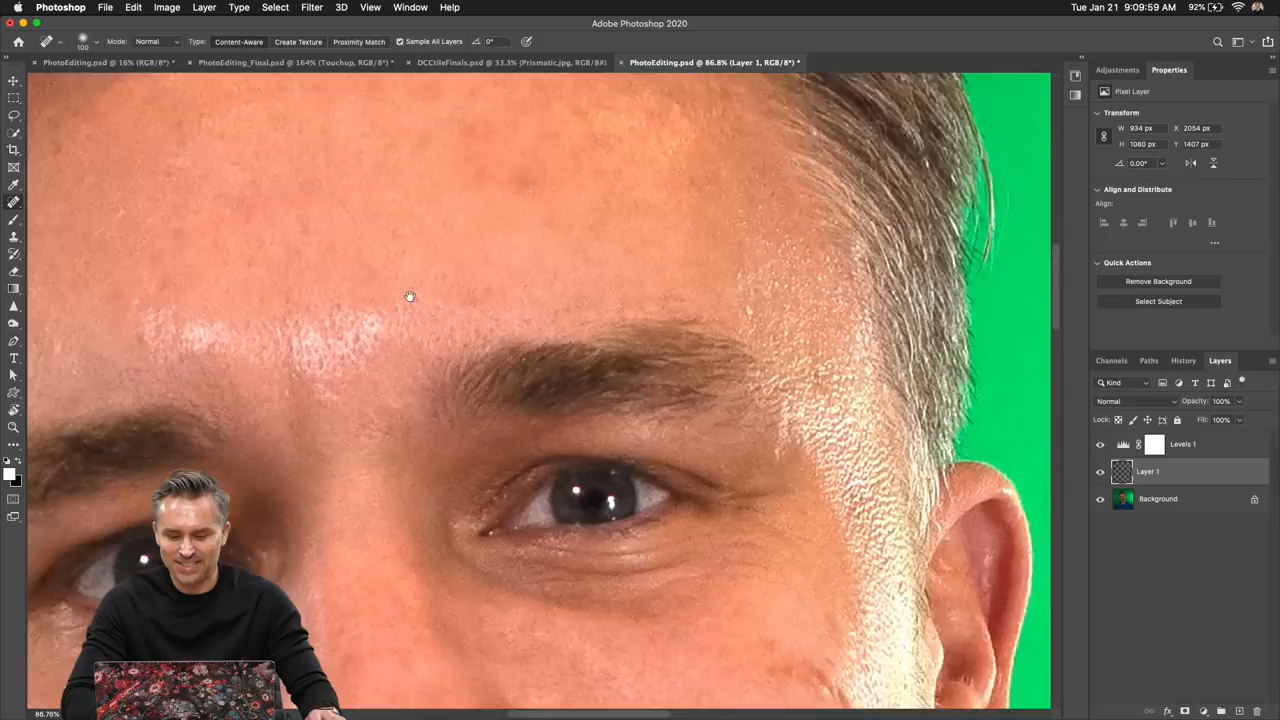 Photoshop File Edit Image Layer Type Select Filter 3D View Window Help Tue Jan 21 9:09:59 AM 92%
Adobe Photoshop 2020
100 Mode: Normal Type: Content-Aware Create Texture Proximity Match Sample All Layers 0°
PhotoEditing.psd @ 16% (RGB/8*) * PhotoEditing_Final.psd @ 164% (Touchup, RGB/8*) * DCCtileFinals.psd @ 33.3% (Prismatic.jpg, RGB/8#) PhotoEditing.psd @ 86.8% (Layer 1, RGB/8*) *
Adjustments Properties
Pixel Layer
Transform
W 934 px X 2054 px
H 1080 px Y 1407 px
0.00°
Align and Distribute
Align:
Quick Actions
Remove Background
Select Subject
Channels Paths History Layers
Kind
Normal Opacity: 100%
Lock: Fill: 100%
Levels 1
Layer 1
Background
fx
86.76%